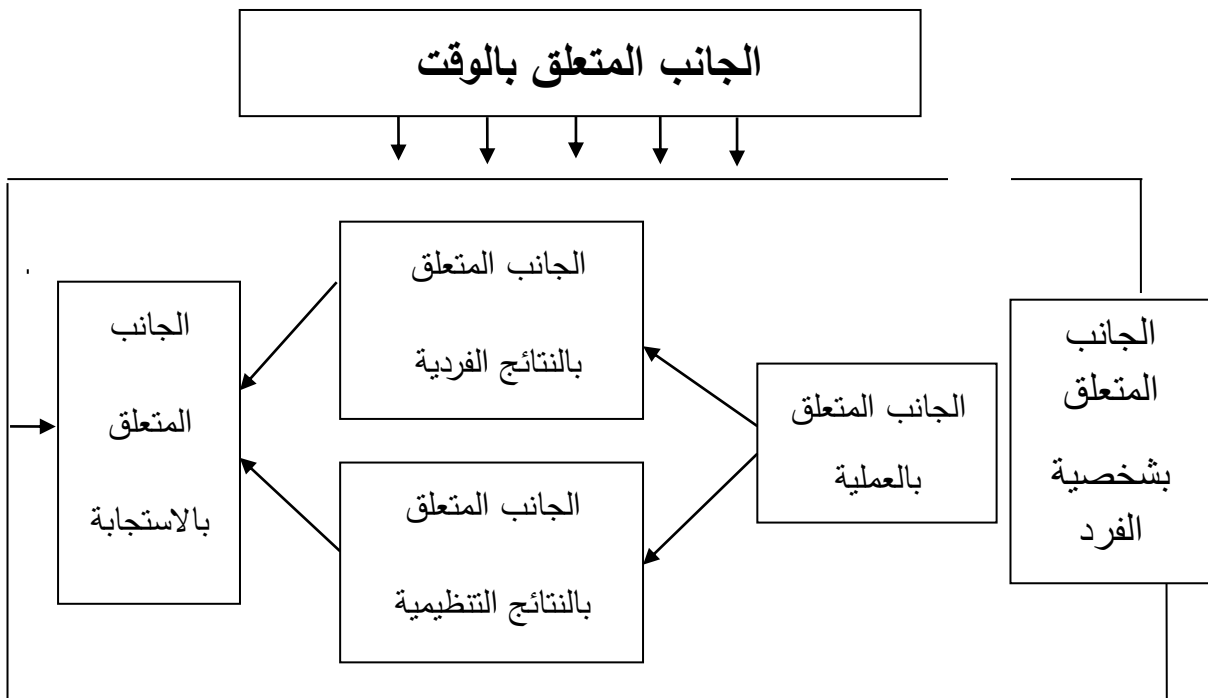 الجانب المتعلق بالوقت
الجانب
المتعلق
بشخصية
الفرد
الجانب المتعلق
بالعملية
الجانب المتعلق
بالنتائج الفردية
الجانب المتعلق
بالنتائج التنظيمية
الجانب
المتعلق
بالاستجابة